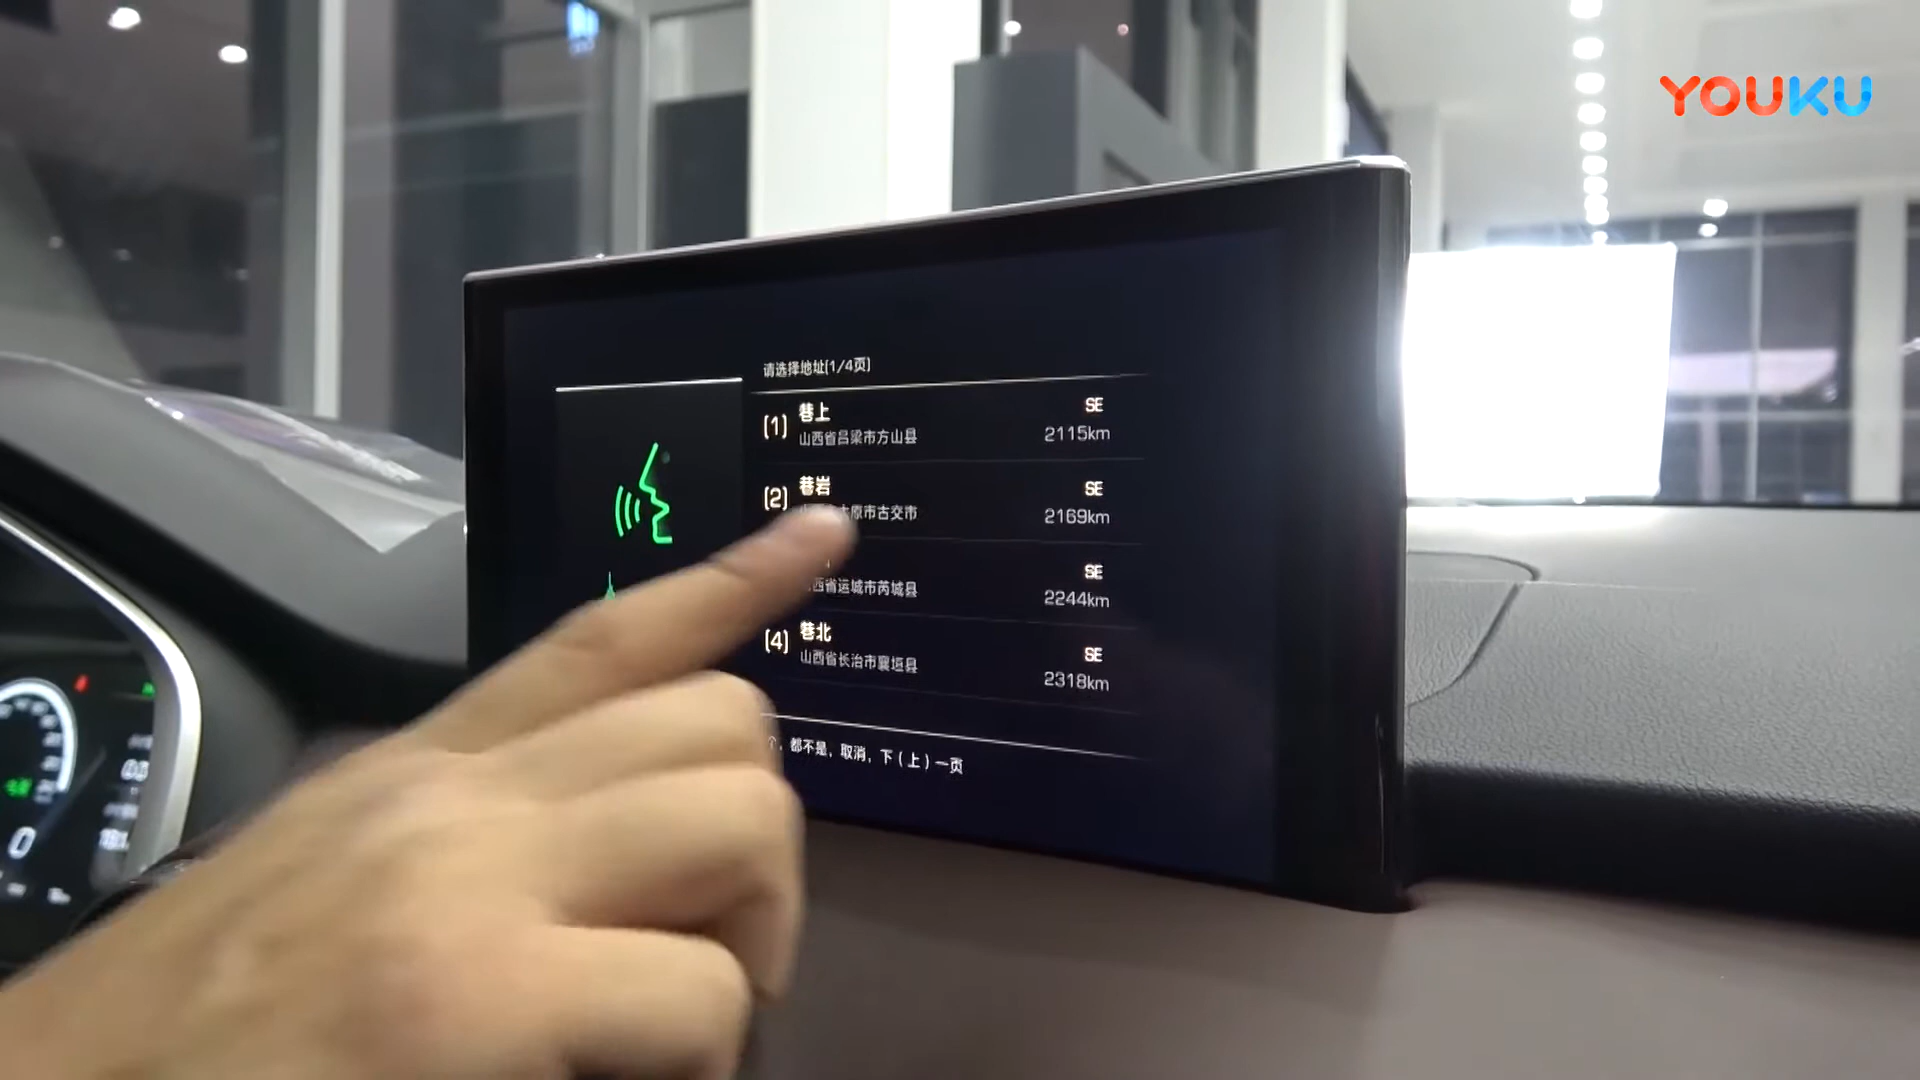 YOUKU
请选择地址(1/4页)
(1) 巷上 SE
山西省吕梁市方山县 2115km
(2) 巷岩 SE
原市古交市 2169km
SE
西省运城市芮城县 2244km
(4) 巷北 SE
山西省长治市襄垣县 2318km
个，都不是，取消，下（上）一页
0